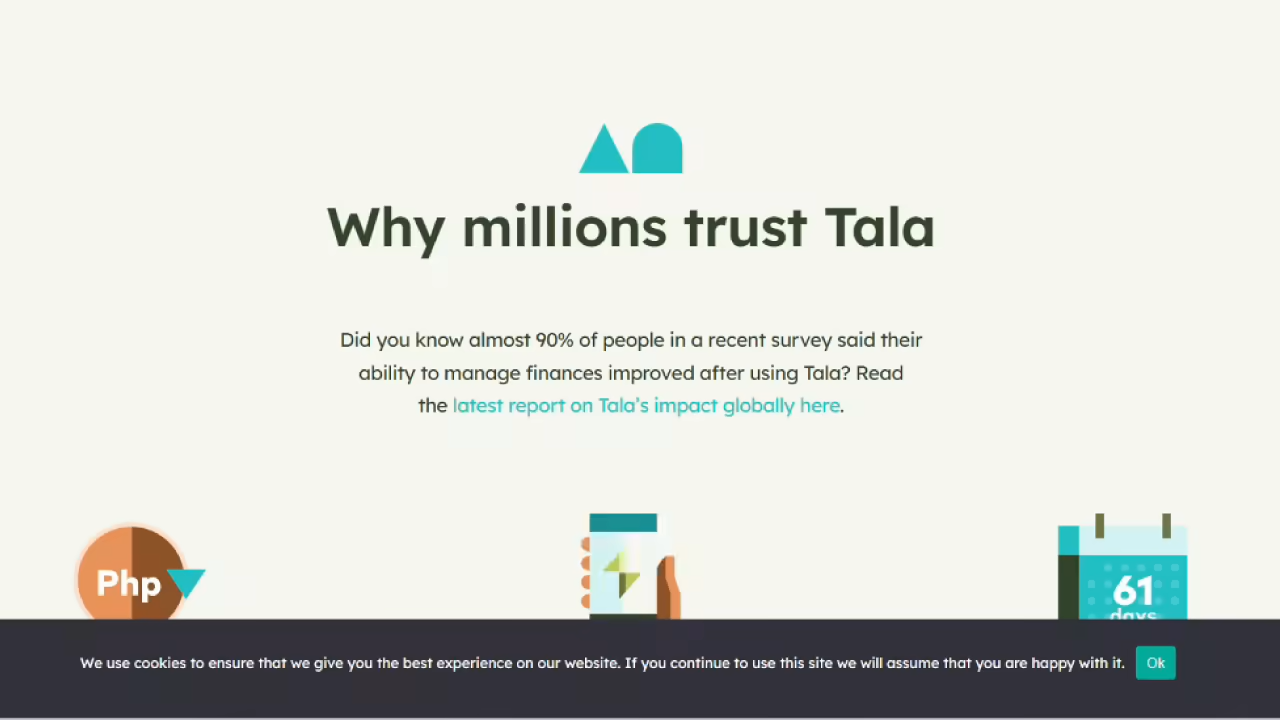 Why millions trust Tala
Did you know almost 90% of people in a recent survey said their
ability to manage finances improved after using Tala? Read
the latest report on Tala's impact globally here.
Php
61
days
We use cookies to ensure that we give you the best experience on our website. If you continue to use this site we will assume that you are happy with it.
Ok